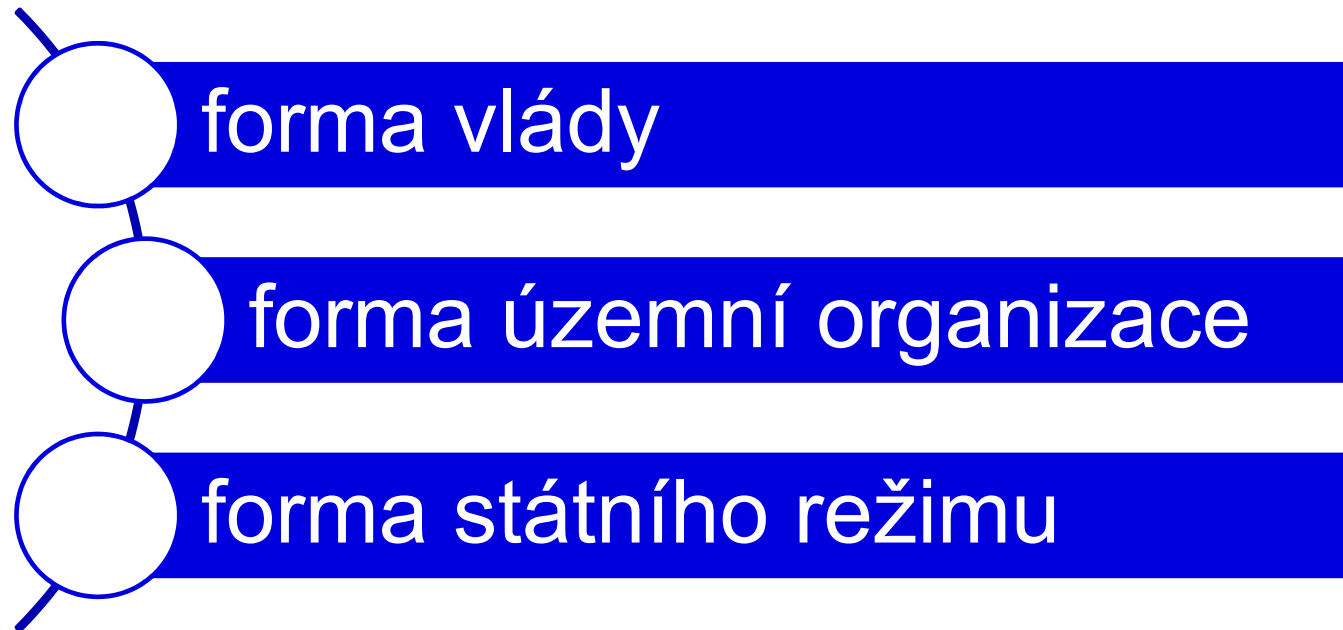 forma vlády
forma územní organizace
forma státního režimu